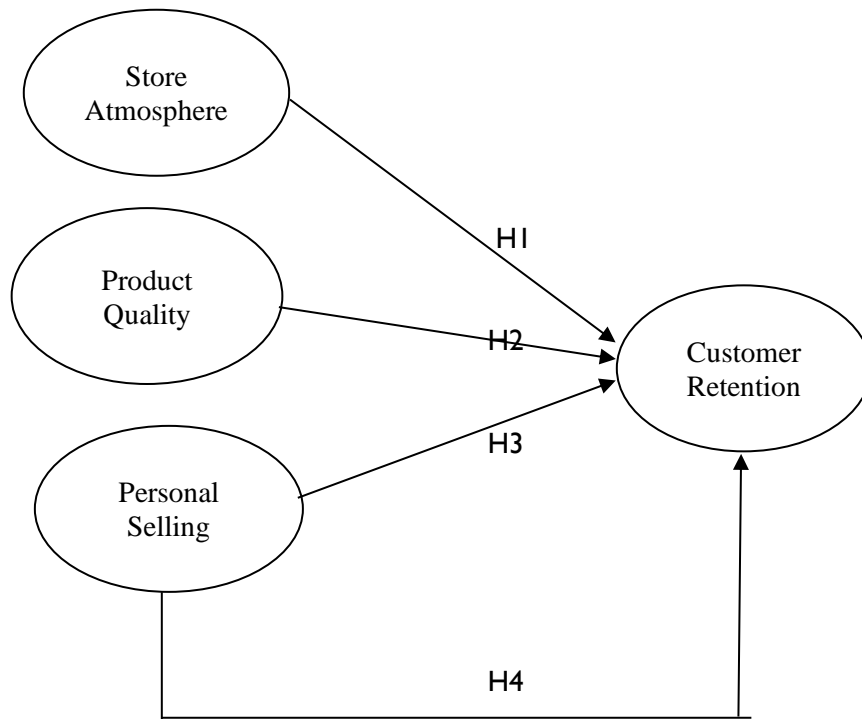 Store
Atmosphere
H1
Product
Quality
H2
Customer
Retention
H3
Personal
Selling
H4